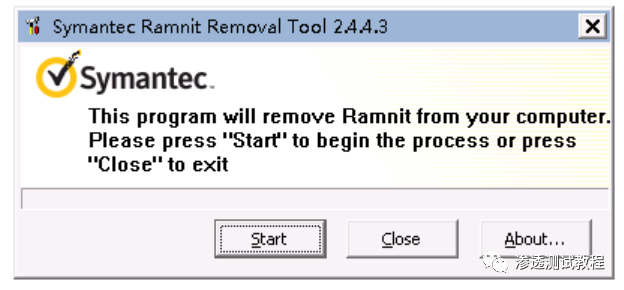 Symantec Ramnit Removal Tool 2.4.4.3
Symantec.
This program will remove Ramnit from your computer.
Please press "Start" to begin the process or press
"Close" to exit
Start
Close
About...
渗透测试教程